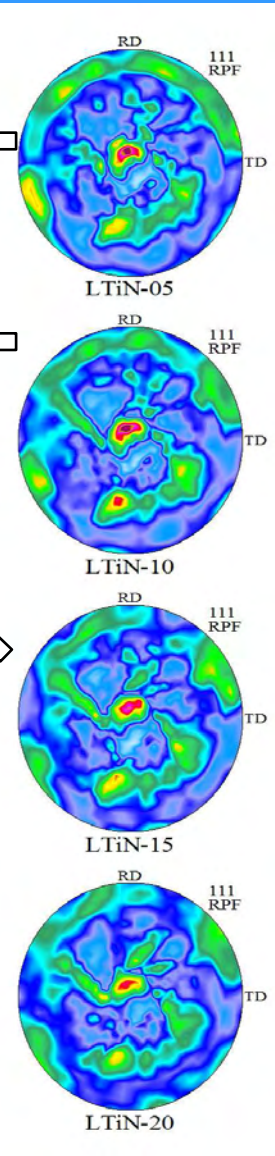 RD
111
RPF
TD
LTiN-05
RD
111
RPF
TD
LTiN-10
RD
111
RPF
TD
LTiN-15
RD
111
RPF
TD
LTiN-20